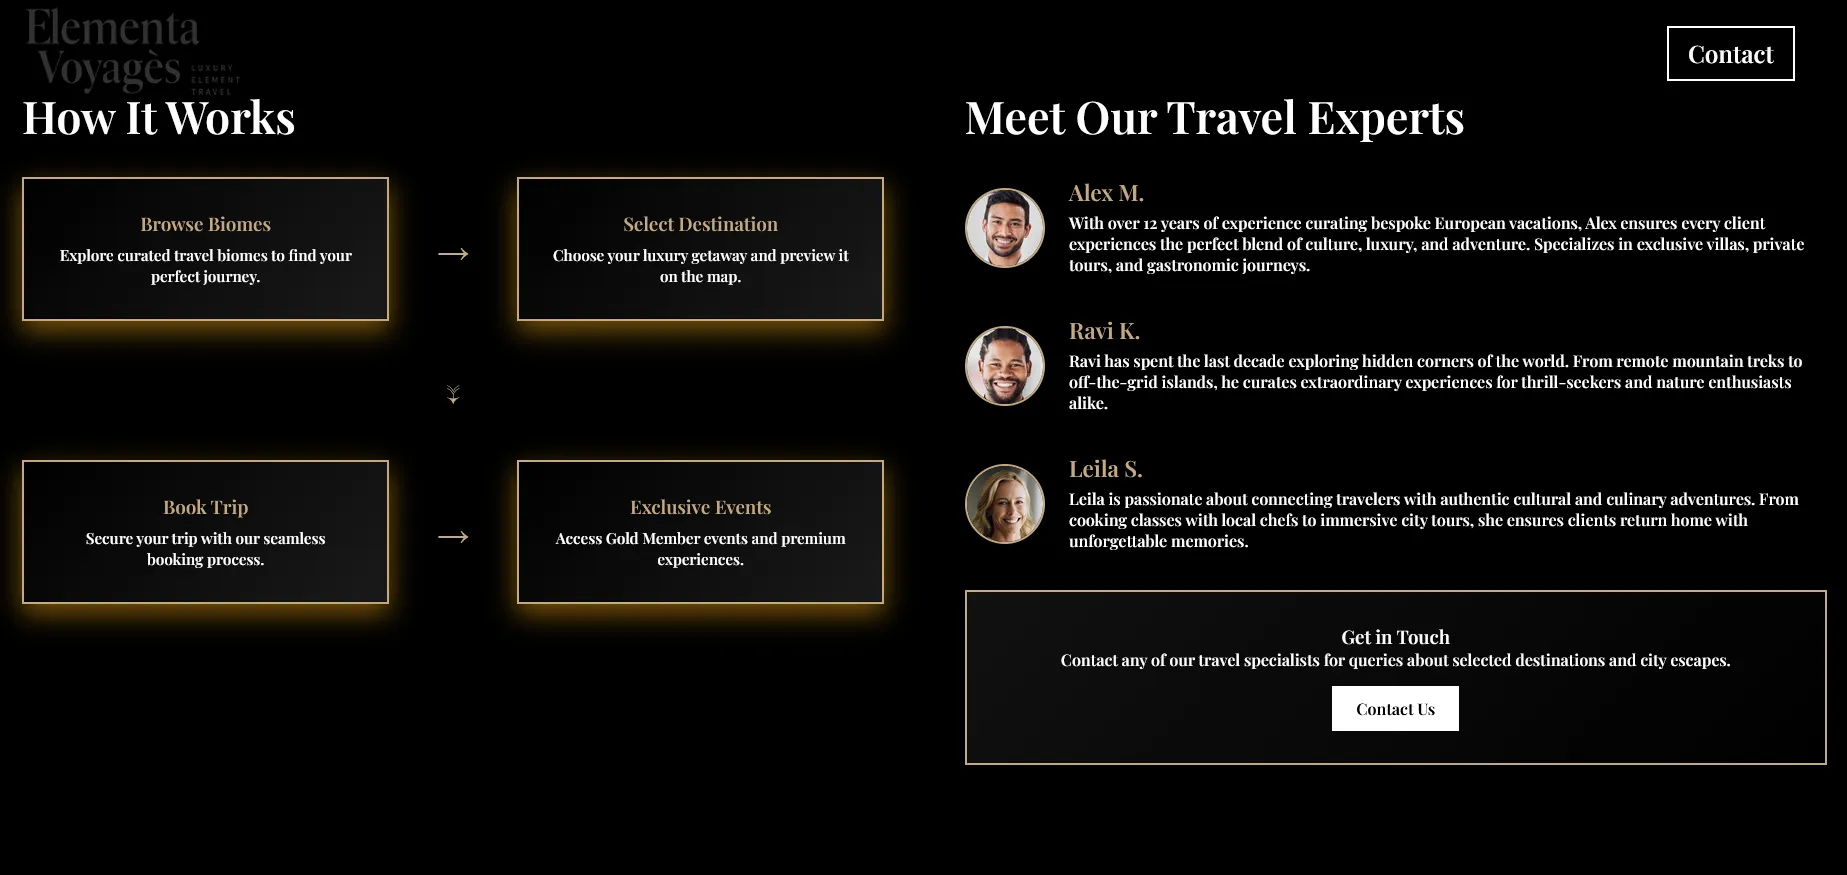 Elementa
Voyagès
LUXURY
ELEMENT
TRAVEL
Contact
How It Works
Browse Biomes
Explore curated travel biomes to find your
perfect journey.
→
Select Destination
Choose your luxury getaway and preview it
on the map.
Book Trip
Secure your trip with our seamless
booking process.
→
Exclusive Events
Access Gold Member events and premium
experiences.
Meet Our Travel Experts
Alex M.
With over 12 years of experience curating bespoke European vacations, Alex ensures every client
experiences the perfect blend of culture, luxury, and adventure. Specializes in exclusive villas, private
tours, and gastronomic journeys.
Ravi K.
Ravi has spent the last decade exploring hidden corners of the world. From remote mountain treks to
off-the-grid islands, he curates extraordinary experiences for thrill-seekers and nature enthusiasts
alike.
Leila S.
Leila is passionate about connecting travelers with authentic cultural and culinary adventures. From
cooking classes with local chefs to immersive city tours, she ensures clients return home with
unforgettable memories.
Get in Touch
Contact any of our travel specialists for queries about selected destinations and city escapes.
Contact Us